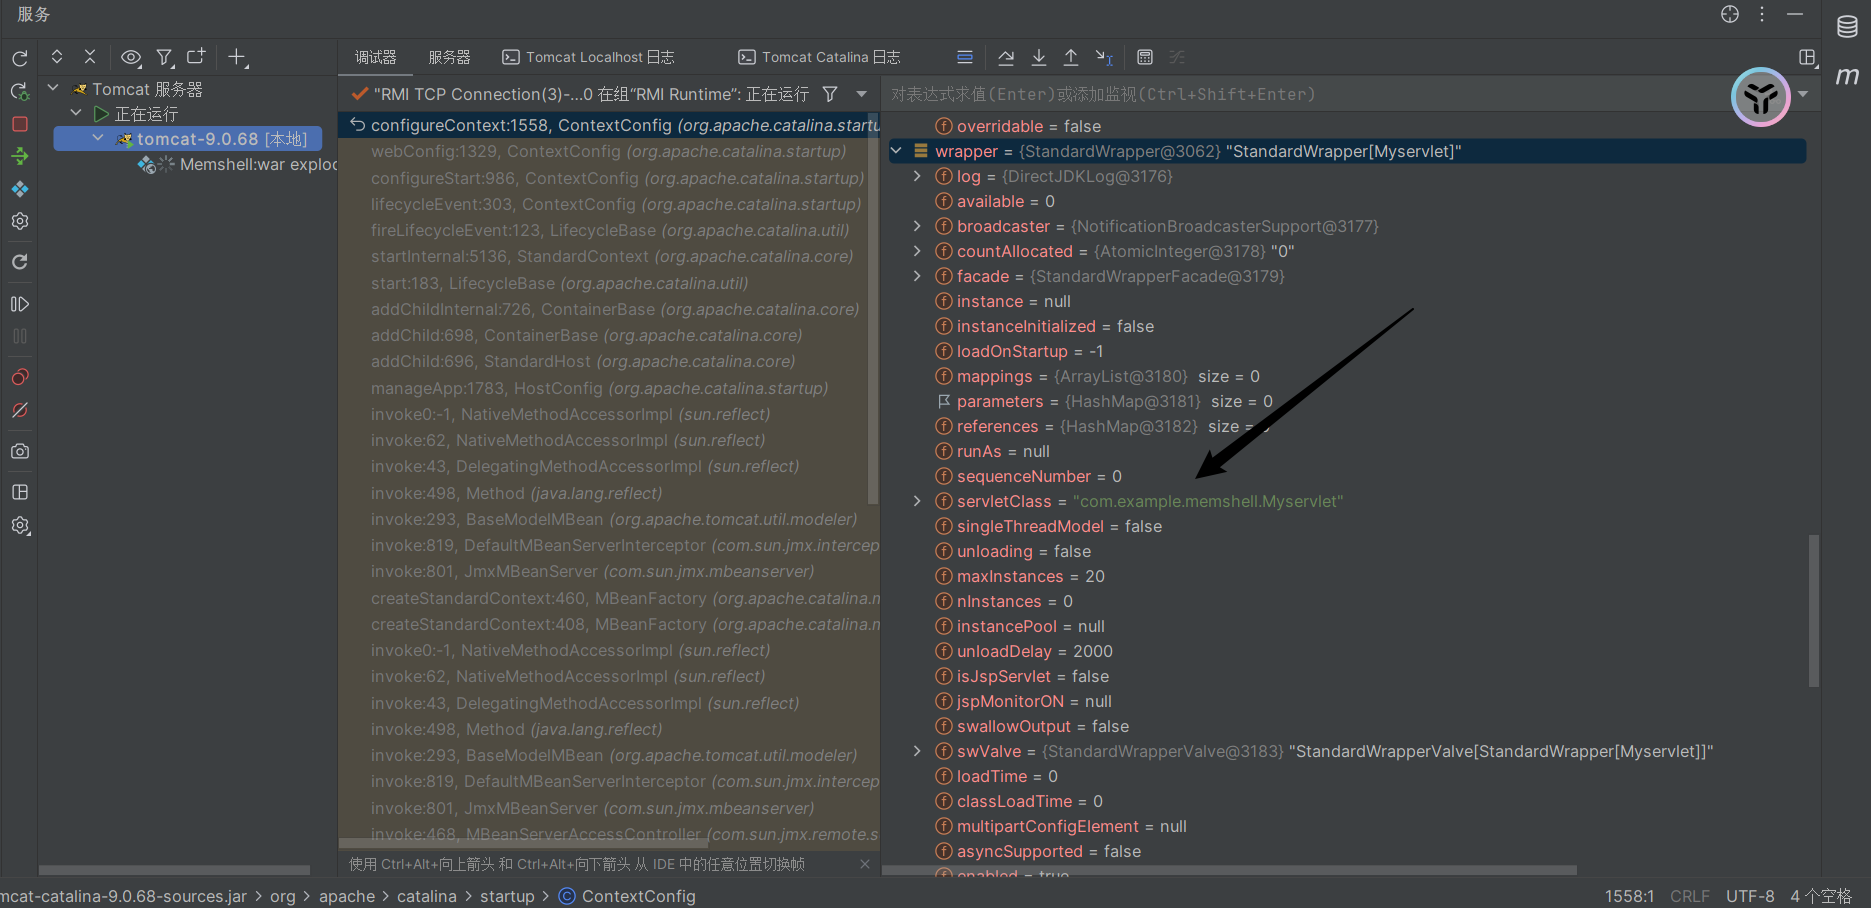 服务
调试器
服务器
Tomcat Localhost 日志
Tomcat Catalina 日志
Tomcat 服务器
正在运行
tomcat-9.0.68 [本地]
Memshell:war explod
"RMI TCP Connection(3)-...0 在组"RMI Runtime": 正在运行
configureContext:1558, ContextConfig (org.apache.catalina.startu
webConfig:1329, ContextConfig (org.apache.catalina.startup)
configureStart:986, ContextConfig (org.apache.catalina.startup)
lifecycleEvent:303, ContextConfig (org.apache.catalina.startup)
fireLifecycleEvent:123, LifecycleBase (org.apache.catalina.util)
startInternal:5136, StandardContext (org.apache.catalina.core)
start:183, LifecycleBase (org.apache.catalina.util)
addChildInternal:726, ContainerBase (org.apache.catalina.core)
addChild:698, ContainerBase (org.apache.catalina.core)
addChild:696, StandardHost (org.apache.catalina.core)
manageApp:1783, HostConfig (org.apache.catalina.startup)
invoke0:-1, NativeMethodAccessorImpl (sun.reflect)
invoke:62, NativeMethodAccessorImpl (sun.reflect)
invoke:43, DelegatingMethodAccessorImpl (sun.reflect)
invoke:498, Method (java.lang.reflect)
invoke:293, BaseModelMBean (org.apache.tomcat.util.modeler)
invoke:819, DefaultMBeanServerInterceptor (com.sun.jmx.intercep
invoke:801, JmxMBeanServer (com.sun.jmx.mbeanserver)
createStandardContext:460, MBeanFactory (org.apache.catalina.m
createStandardContext:408, MBeanFactory (org.apache.catalina.m
invoke0:-1, NativeMethodAccessorImpl (sun.reflect)
invoke:62, NativeMethodAccessorImpl (sun.reflect)
invoke:43, DelegatingMethodAccessorImpl (sun.reflect)
invoke:498, Method (java.lang.reflect)
invoke:293, BaseModelMBean (org.apache.tomcat.util.modeler)
invoke:819, DefaultMBeanServerInterceptor (com.sun.jmx.intercep
invoke:801, JmxMBeanServer (com.sun.jmx.mbeanserver)
invoke:468, MBeanServerAccessController (com.sun.jmx.remote.s
使用 Ctrl+Alt+向上箭头 和 Ctrl+Alt+向下箭头 从 IDE 中的任意位置切换帧
对表达式求值(Enter)或添加监视(Ctrl+Shift+Enter)
overridable = false
wrapper = {StandardWrapper@3062} "StandardWrapper[Myservlet]"
log = {DirectJDKLog@3176}
available = 0
broadcaster = {NotificationBroadcasterSupport@3177}
countAllocated = {AtomicInteger@3178} "0"
facade = {StandardWrapperFacade@3179}
instance = null
instanceInitialized = false
loadOnStartup = -1
mappings = {ArrayList@3180} size = 0
parameters = {HashMap@3181} size = 0
references = {HashMap@3182} size =
runAs = null
sequenceNumber = 0
servletClass = "com.example.memshell.Myservlet"
singleThreadModel = false
unloading = false
maxInstances = 20
nInstances = 0
instancePool = null
unloadDelay = 2000
isJspServlet = false
jspMonitorON = null
swallowOutput = false
swValve = {StandardWrapperValve@3183} "StandardWrapperValve[StandardWrapper[Myservlet]]"
loadTime = 0
classLoadTime = 0
multipartConfigElement = null
asyncSupported = false
enabled = true
m
mcat-catalina-9.0.68-sources.jar > org > apache > catalina > startup > ContextConfig
1558:1 CRLF UTF-8 4 个空格